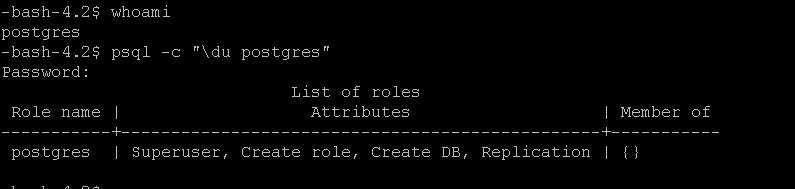 -bash-4.2$ whoami
postgres
-bash-4.2$ psql -c "\du postgres"
Password:
                             List of roles
 Role name |                   Attributes                   | Member of
-----------+------------------------------------------------+-----------
 postgres  | Superuser, Create role, Create DB, Replication | {}